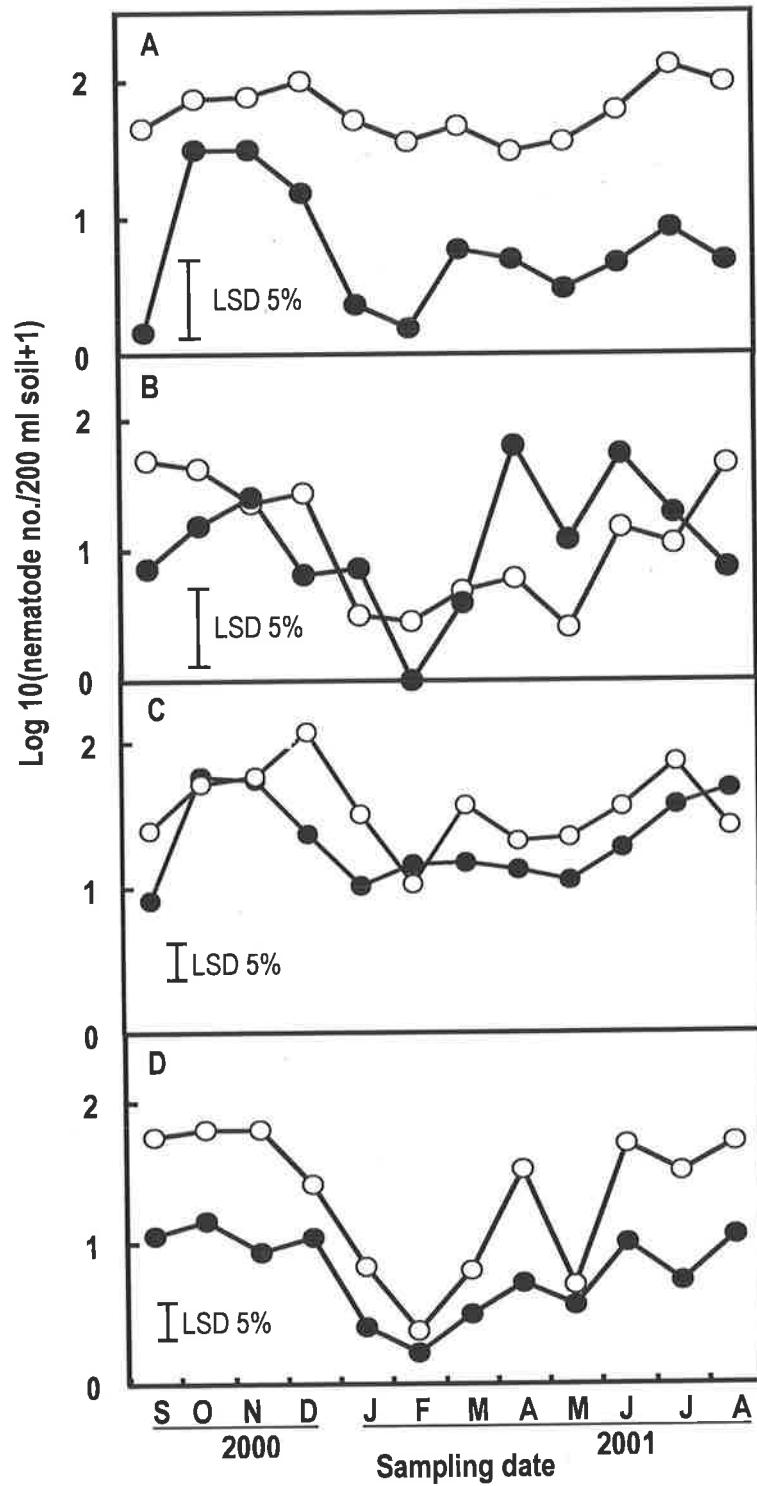 A
2
1
LSD 5%
0
B
2
1
LSD 5%
0
C
2
1
LSD 5%
0
D
2
1
LSD 5%
0
Log 10(nematode no./200 ml soil+1)
S O N D J F M A M J J A
2000 2001
Sampling date